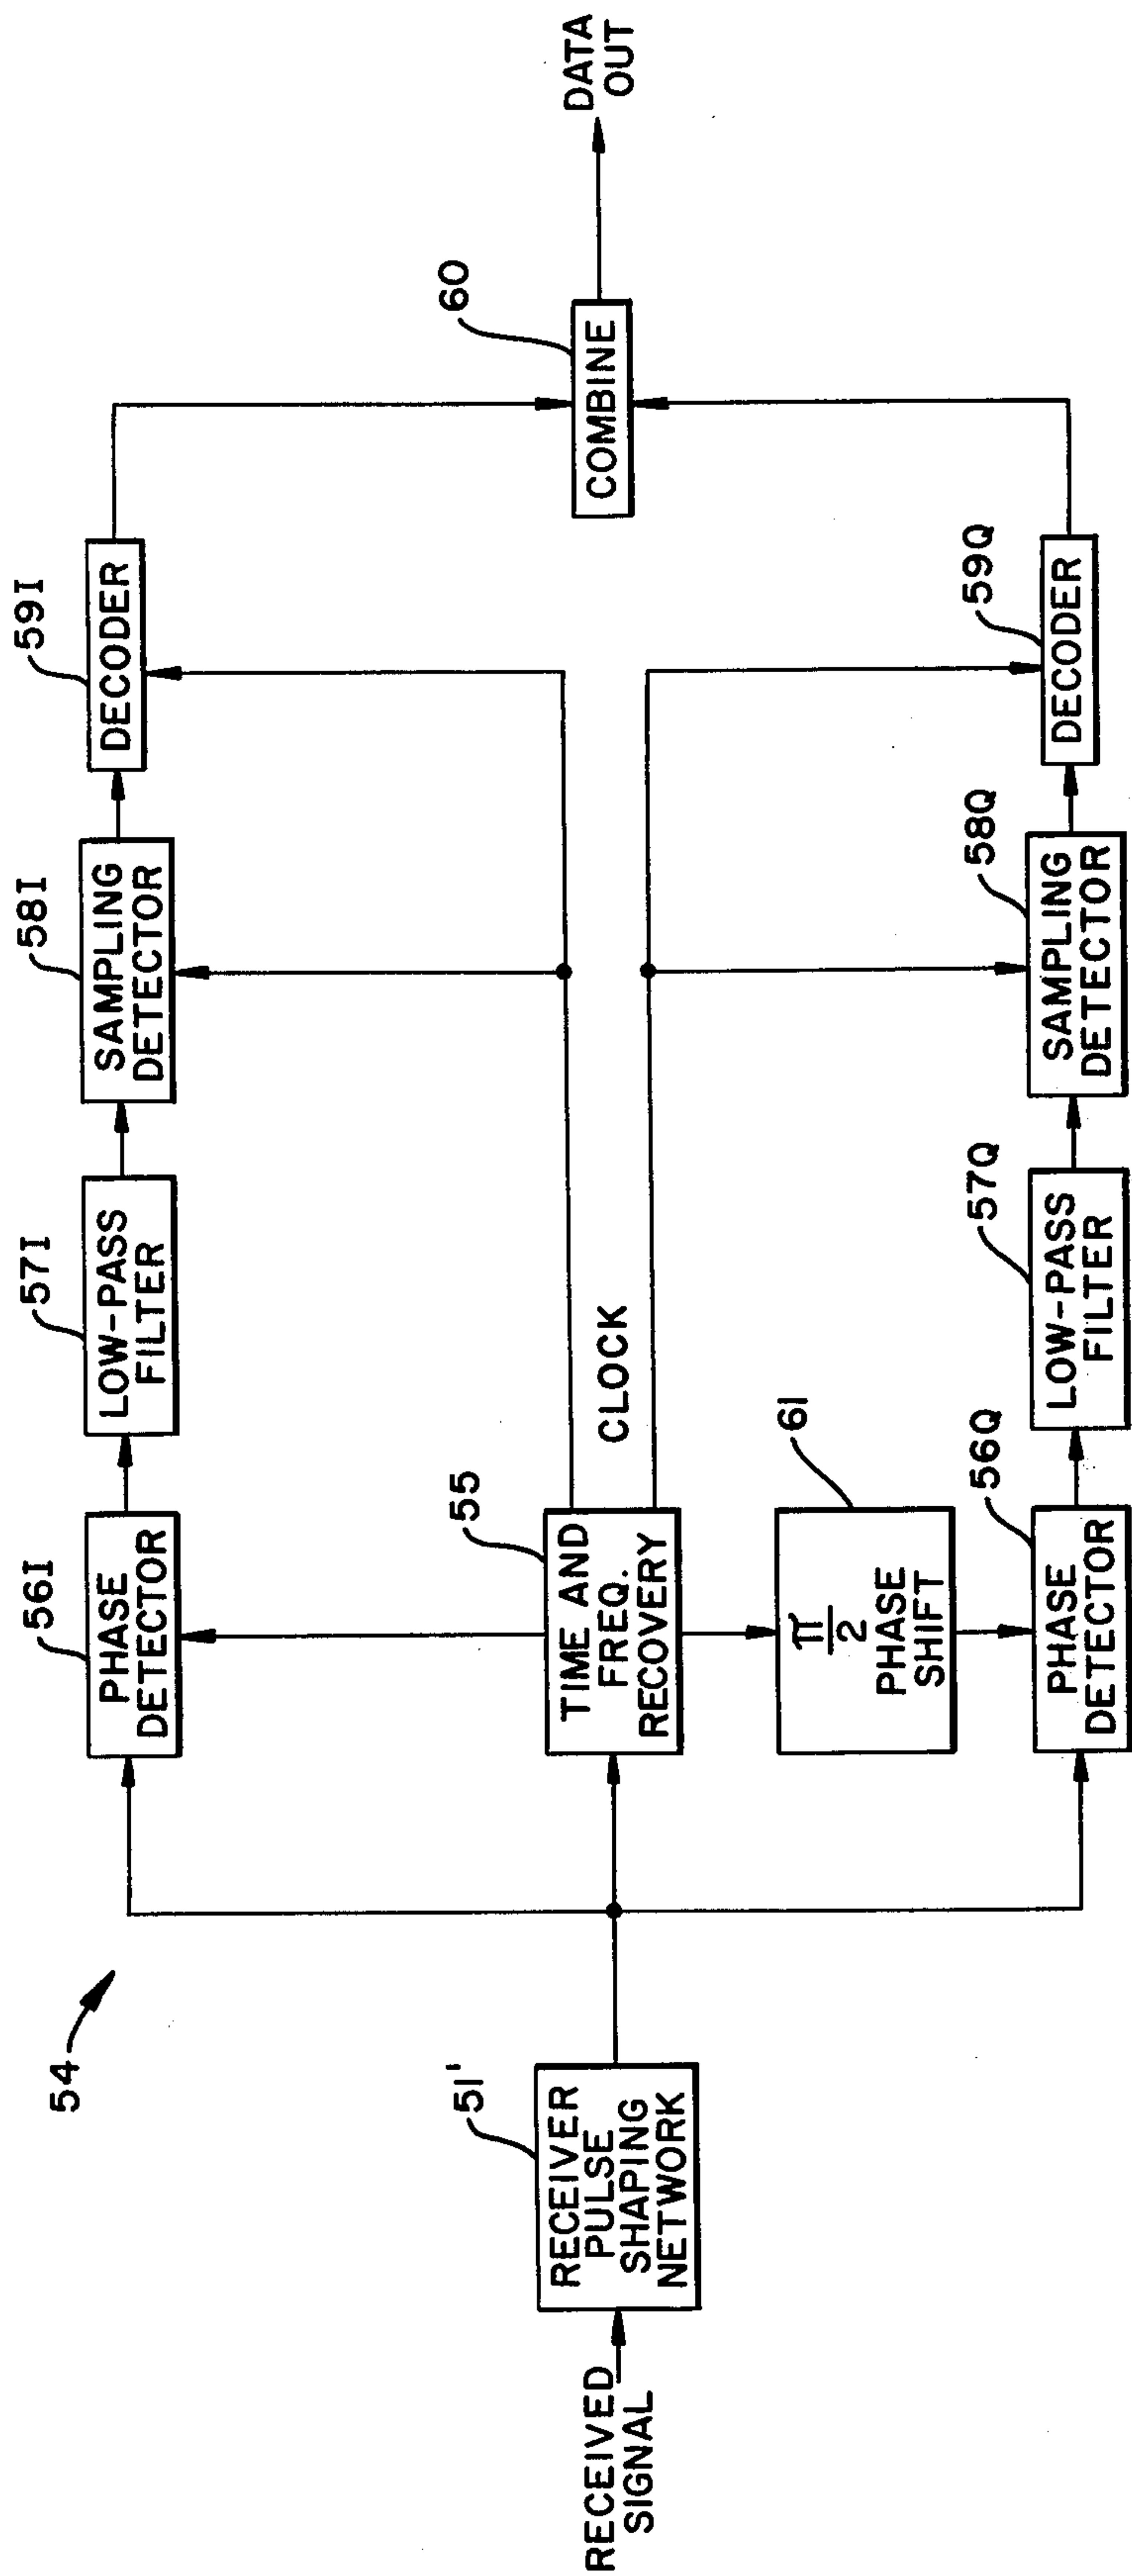 54
RECEIVED
SIGNAL
51'
RECEIVER
PULSE
SHAPING
NETWORK
56I
PHASE
DETECTOR
57I
LOW-PASS
FILTER
58I
SAMPLING
DETECTOR
59I
DECODER
55
TIME AND
FREQ.
RECOVERY
CLOCK
60
COMBINE
DATA
OUT
61
π
2
PHASE
SHIFT
56Q
PHASE
DETECTOR
57Q
LOW-PASS
FILTER
58Q
SAMPLING
DETECTOR
59Q
DECODER